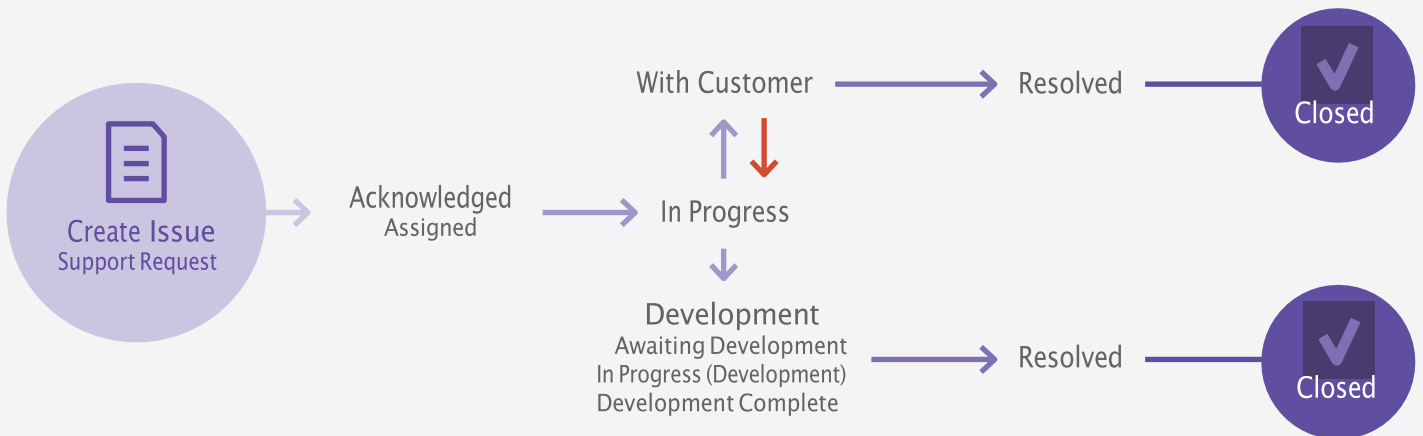 Create Issue
Support Request
Acknowledged
Assigned
With Customer
In Progress
Development
Awaiting Development
In Progress (Development)
Development Complete
Resolved
Closed
Resolved
Closed